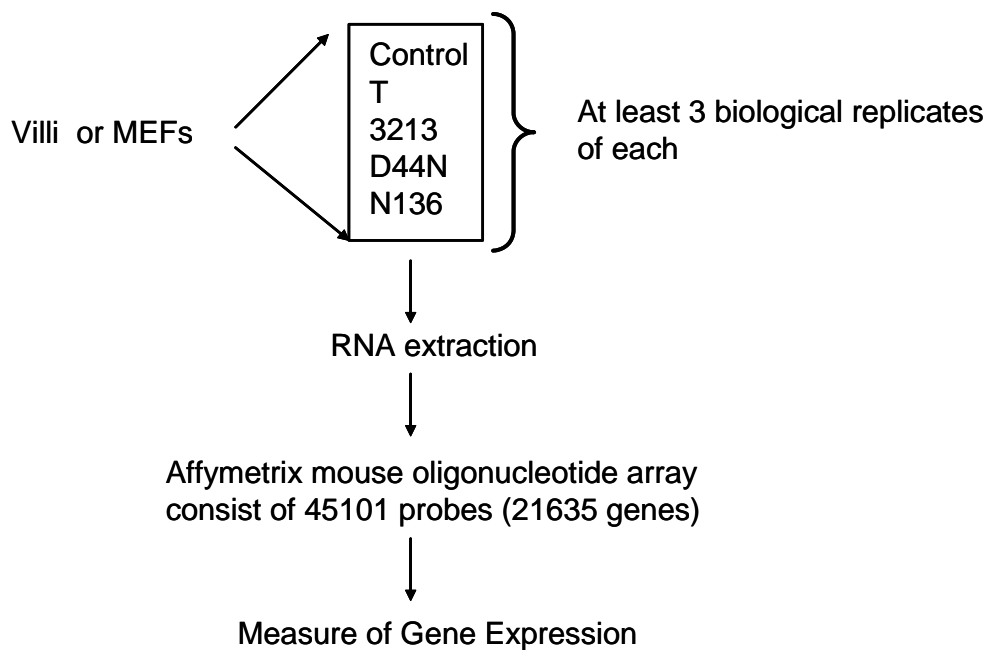 Villi or MEFs
Control
T
3213
D44N
N136
At least 3 biological replicates
of each
RNA extraction
Affymetrix mouse oligonucleotide array
consist of 45101 probes (21635 genes)
Measure of Gene Expression